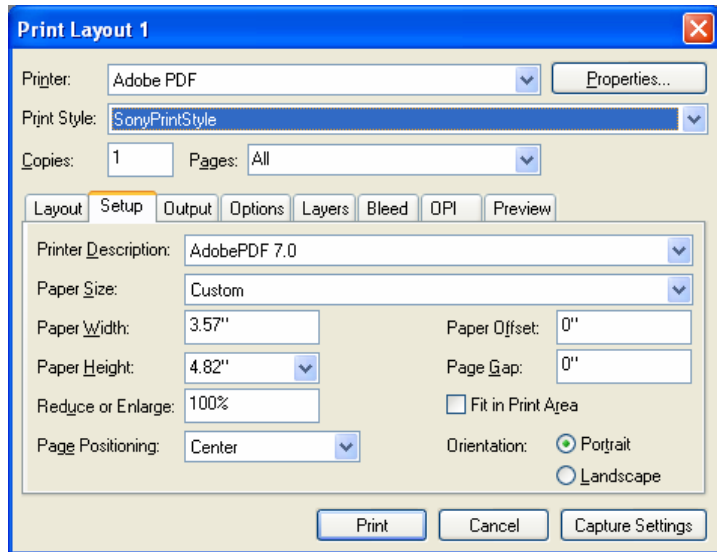 Print Layout 1
Printer: Adobe PDF Properties...
Print Style: SonyPrintStyle
Copies: 1 Pages: All
Layout Setup Output Options Layers Bleed OPI Preview
Printer Description: AdobePDF 7.0
Paper Size: Custom
Paper Width: 3.57" Paper Offset: 0"
Paper Height: 4.82" Page Gap: 0"
Reduce or Enlarge: 100% Fit in Print Area
Page Positioning: Center Orientation: Portrait
Landscape
Print Cancel Capture Settings